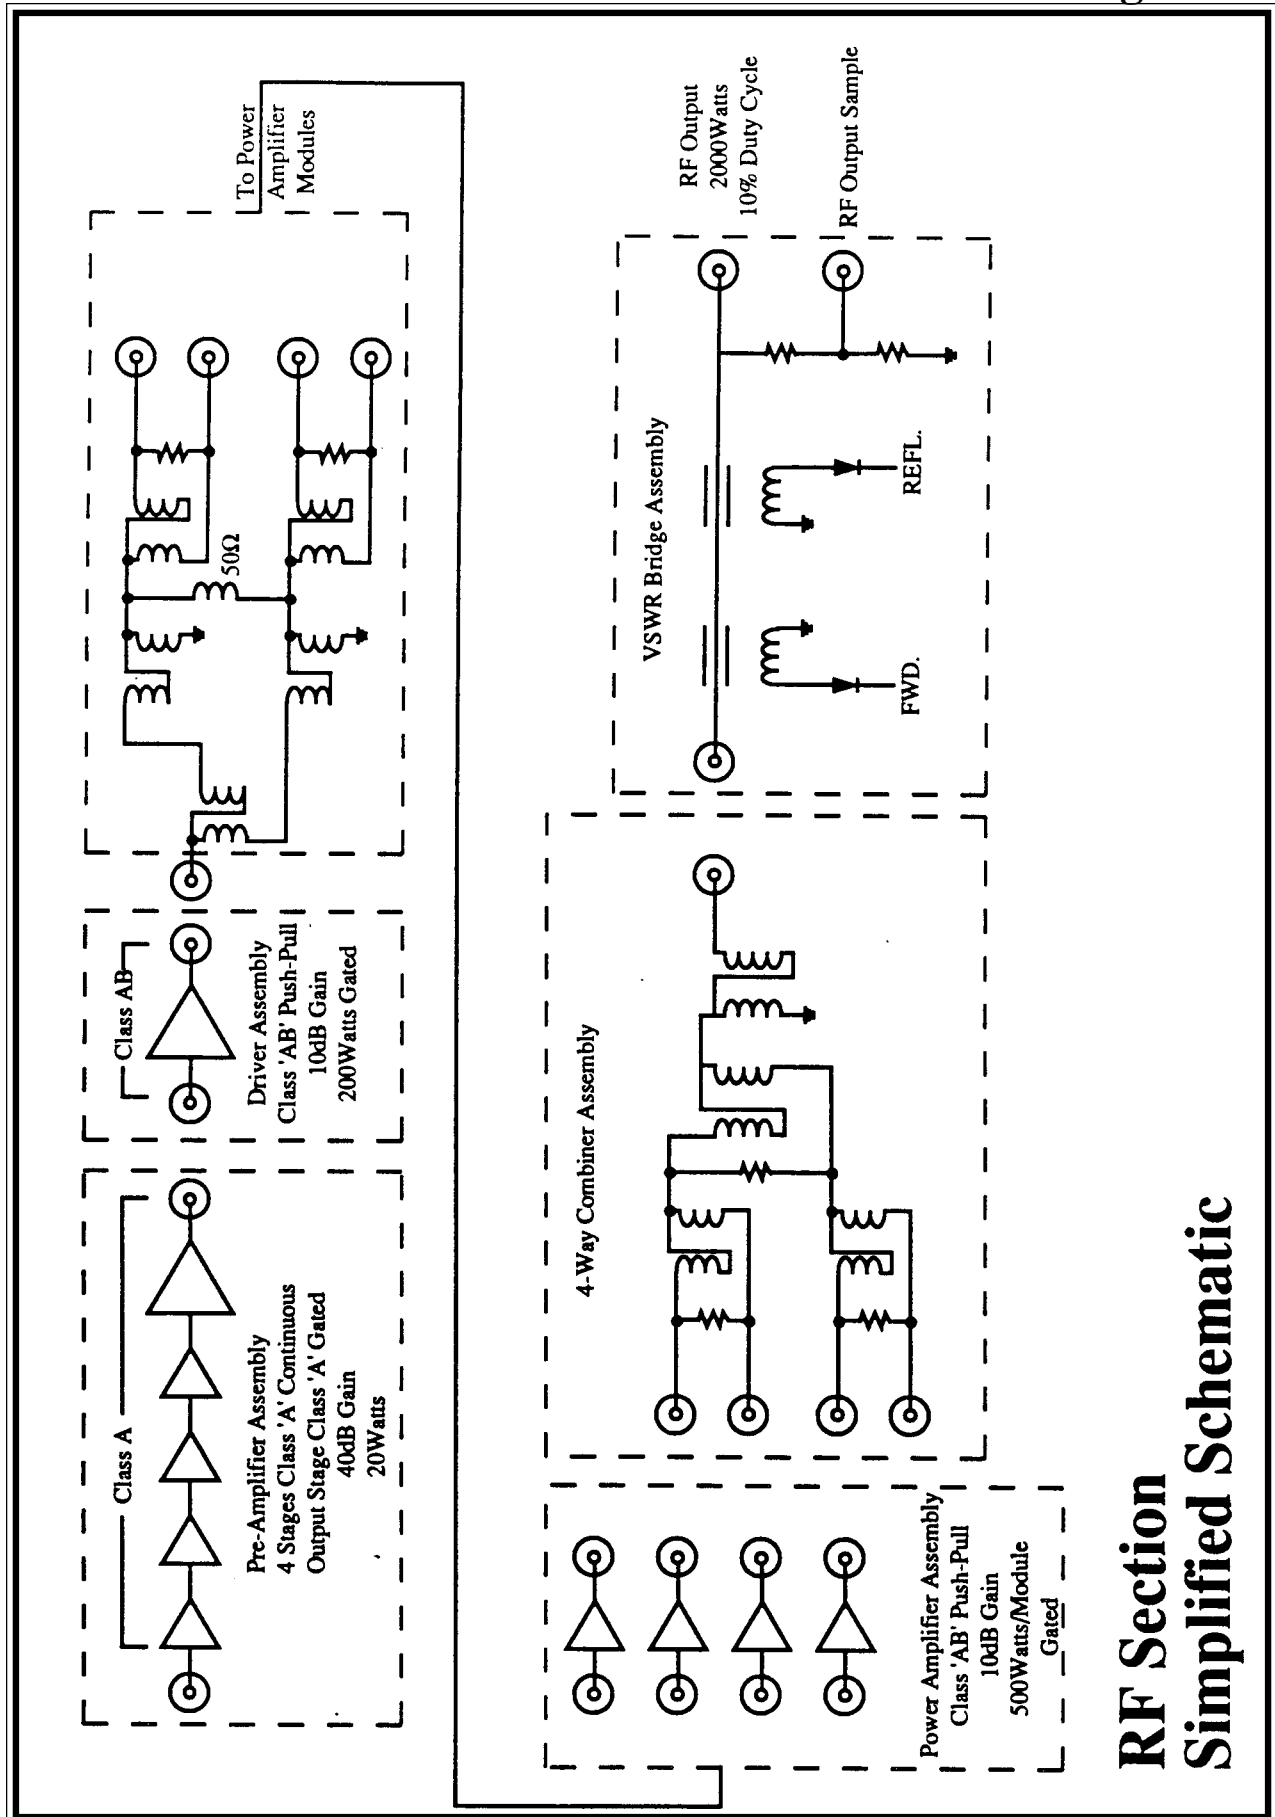 Class A
Pre-Amplifier Assembly
4 Stages Class 'A' Continuous
Output Stage Class 'A' Gated
40dB Gain
20Watts
Class AB
Driver Assembly
Class 'AB' Push-Pull
10dB Gain
200Watts Gated
50Ω
To Power
Amplifier
Modules
Power Amplifier Assembly
Class 'AB' Push-Pull
10dB Gain
500Watts/Module
Gated
4-Way Combiner Assembly
VSWR Bridge Assembly
FWD.
REFL.
RF Output
2000Watts
10% Duty Cycle
RF Output Sample
RF Section
Simplified Schematic